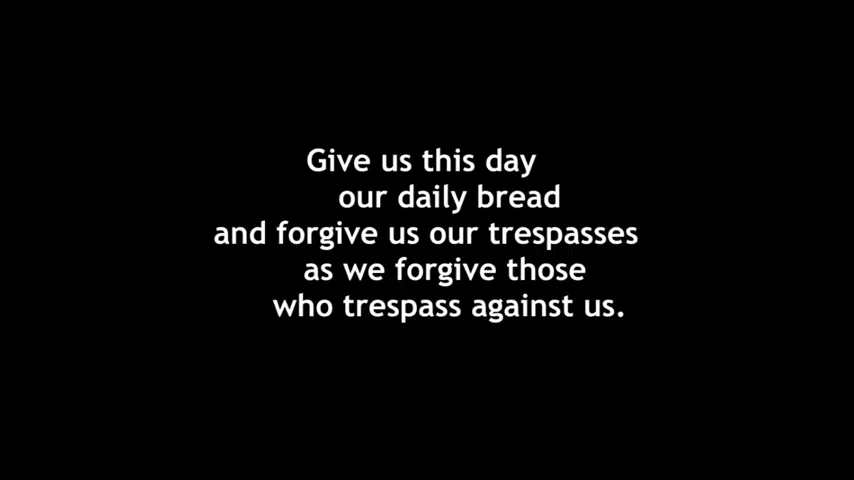 Give us this day
our daily bread
and forgive us our trespasses
as we forgive those
who trespass against us.